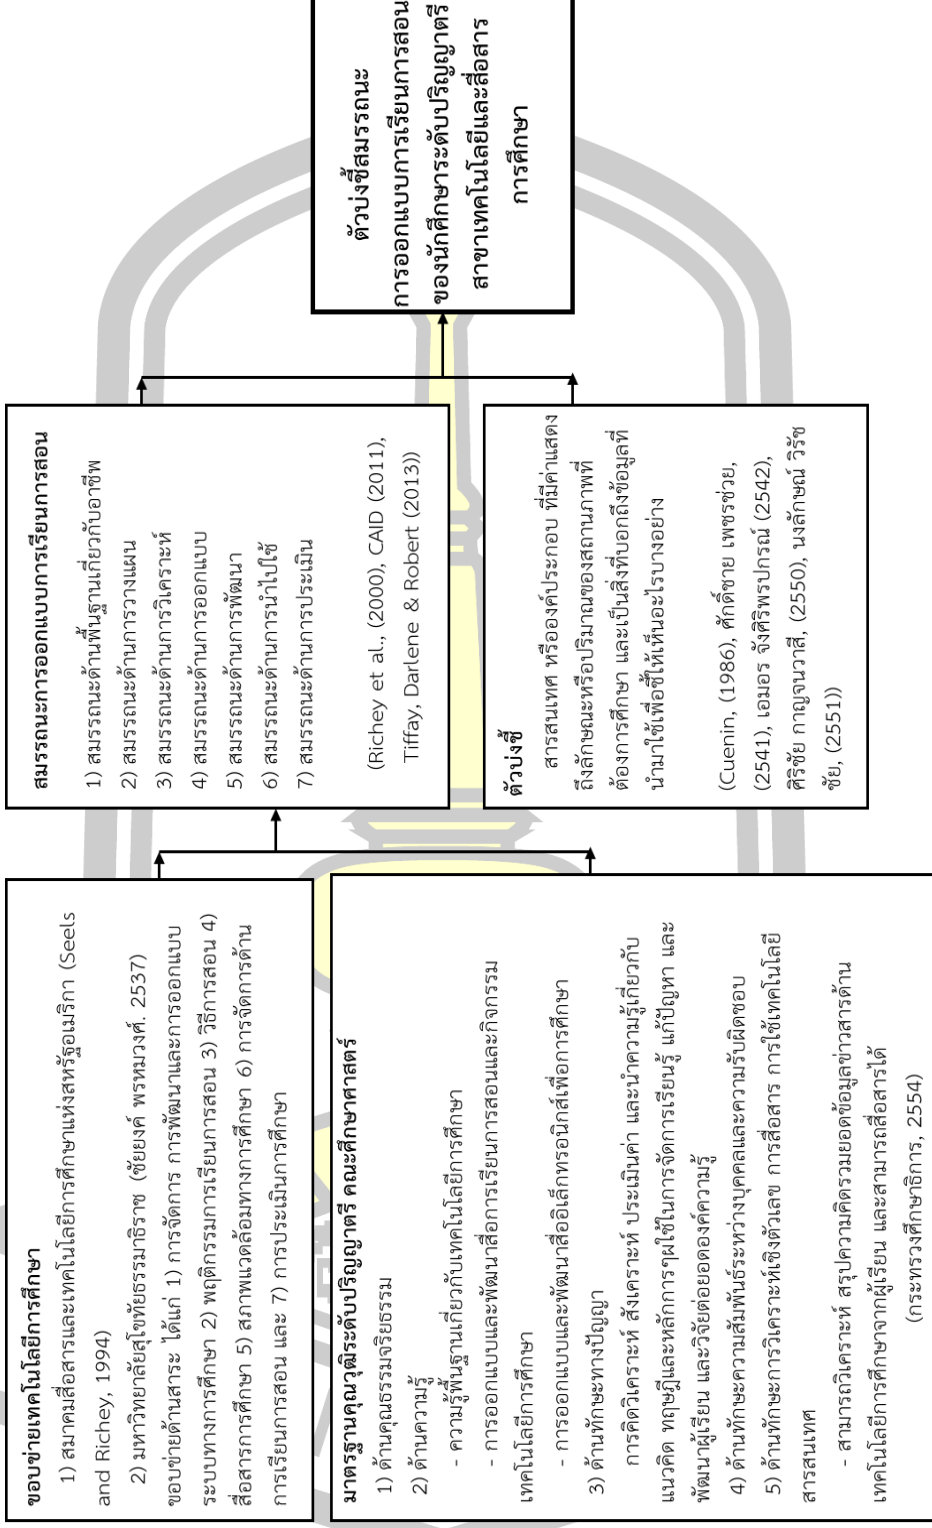 ขอบข่ายเทคโนโลยีการศึกษา
1) สมาคมสื่อสารและเทคโนโลยีการศึกษาแห่งสหรัฐอเมริกา (Seels
and Richey, 1994)
2) มหาวิทยาลัยสุโขทัยธรรมาธิราช (ชัยยงค์ พรหมวงศ์. 2537)
ขอบข่ายด้านสาระ ได้แก่ 1) การจัดการ การพัฒนาและการออกแบบ
ระบบทางการศึกษา 2) พฤติกรรมการเรียนการสอน 3) วิธีการสอน 4)
สื่อสารการศึกษา 5) สภาพแวดล้อมทางการศึกษา 6) การจัดการด้าน
การเรียนการสอน และ 7) การประเมินการศึกษา
มาตรฐานคุณวุฒิระดับปริญญาตรี คณะศึกษาศาสตร์
1) ด้านคุณธรรมจริยธรรม
2) ด้านความรู้
- ความรู้พื้นฐานเกี่ยวกับเทคโนโลยีการศึกษา
- การออกแบบและพัฒนาสื่อการเรียนการสอนและกิจกรรม
เทคโนโลยีการศึกษา
- การออกแบบและพัฒนาสื่ออิเล็กทรอนิกส์เพื่อการศึกษา
3) ด้านทักษะทางปัญญา
การคิดวิเคราะห์ สังเคราะห์ ประเมินค่า และนำความรู้เกี่ยวกับ
แนวคิด ทฤษฎีและหลักการๆผใช้ในการจัดการเรียนรู้ แก้ปัญหา และ
พัฒนาผู้เรียน และวิจัยต่อยอดองค์ความรู้
4) ด้านทักษะความสัมพันธ์ระหว่างบุคคลและความรับผิดชอบ
5) ด้านทักษะการวิเคราะห์เชิงตัวเลข การสื่อสาร การใช้เทคโนโลยี
สารสนเทศ
- สามารถวิเคราะห์ สรุปความคิดรวมยอดข้อมูลข่าวสารด้าน
เทคโนโลยีการศึกษาจากผู้เรียน และสามารถสื่อสารได้
(กระทรวงศึกษาธิการ, 2554)
สมรรถนะการออกแบบการเรียนการสอน
1) สมรรถนะด้านพื้นฐานเกี่ยวกับอาชีพ
2) สมรรถนะด้านการวางแผน
3) สมรรถนะด้านการวิเคราะห์
4) สมรรถนะด้านการออกแบบ
5) สมรรถนะด้านการพัฒนา
6) สมรรถนะด้านการนำไปใช้
7) สมรรถนะด้านการประเมิน
(Richey et al., (2000), CAID (2011),
Tiffay, Darlene & Robert (2013))
ตัวบ่งชี้
สารสนเทศ หรือองค์ประกอบ ที่มีค่าแสดง
ถึงลักษณะหรือปริมาณของสถานภาพที่
ต้องการศึกษา และเป็นสิ่งที่บอกถึงข้อมูลที่
นำมาใช้เพื่อชี้ให้เห็นอะไรบางอย่าง
(Cuenin, (1986), ศักดิ์ชาย เพชรช่วย,
(2541), เอมอร จังศิริพรปกรณ์ (2542),
ศิริชัย กาญจนวาสี, (2550), นงลักษณ์ วิรัช
ชัย, (2551))
ตัวบ่งชี้สมรรถนะ
การออกแบบการเรียนการสอน
ของนักศึกษาระดับปริญญาตรี
สาขาเทคโนโลยีและสื่อสาร
การศึกษา